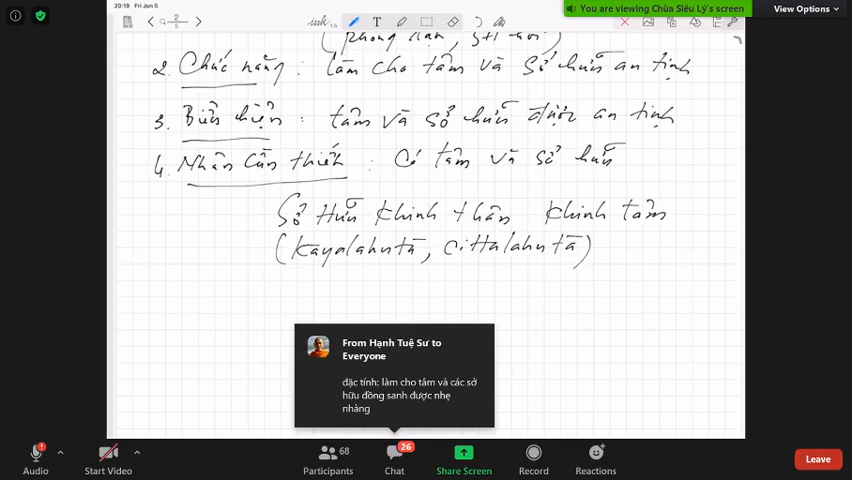 You are viewing Chùa Siêu Lý's screen
View Options
20:19 Fri Jun 5
2
T
2. Chức năng : làm cho tâm và sở hữu an tịnh
3. Biểu hiện : tâm và sở hữu được an tịnh
4. Nhân cần thiết : Có tâm và sở hữu
Sở Hữu khinh thân khinh tâm
(kayalahutā, cittalahutā)
From Hạnh Tuệ Sư to
Everyone
đặc tính: làm cho tâm và các sở
hữu đồng sanh được nhẹ
nhàng
Audio
Start Video
68
Participants
26
Chat
Share Screen
Record
Reactions
Leave